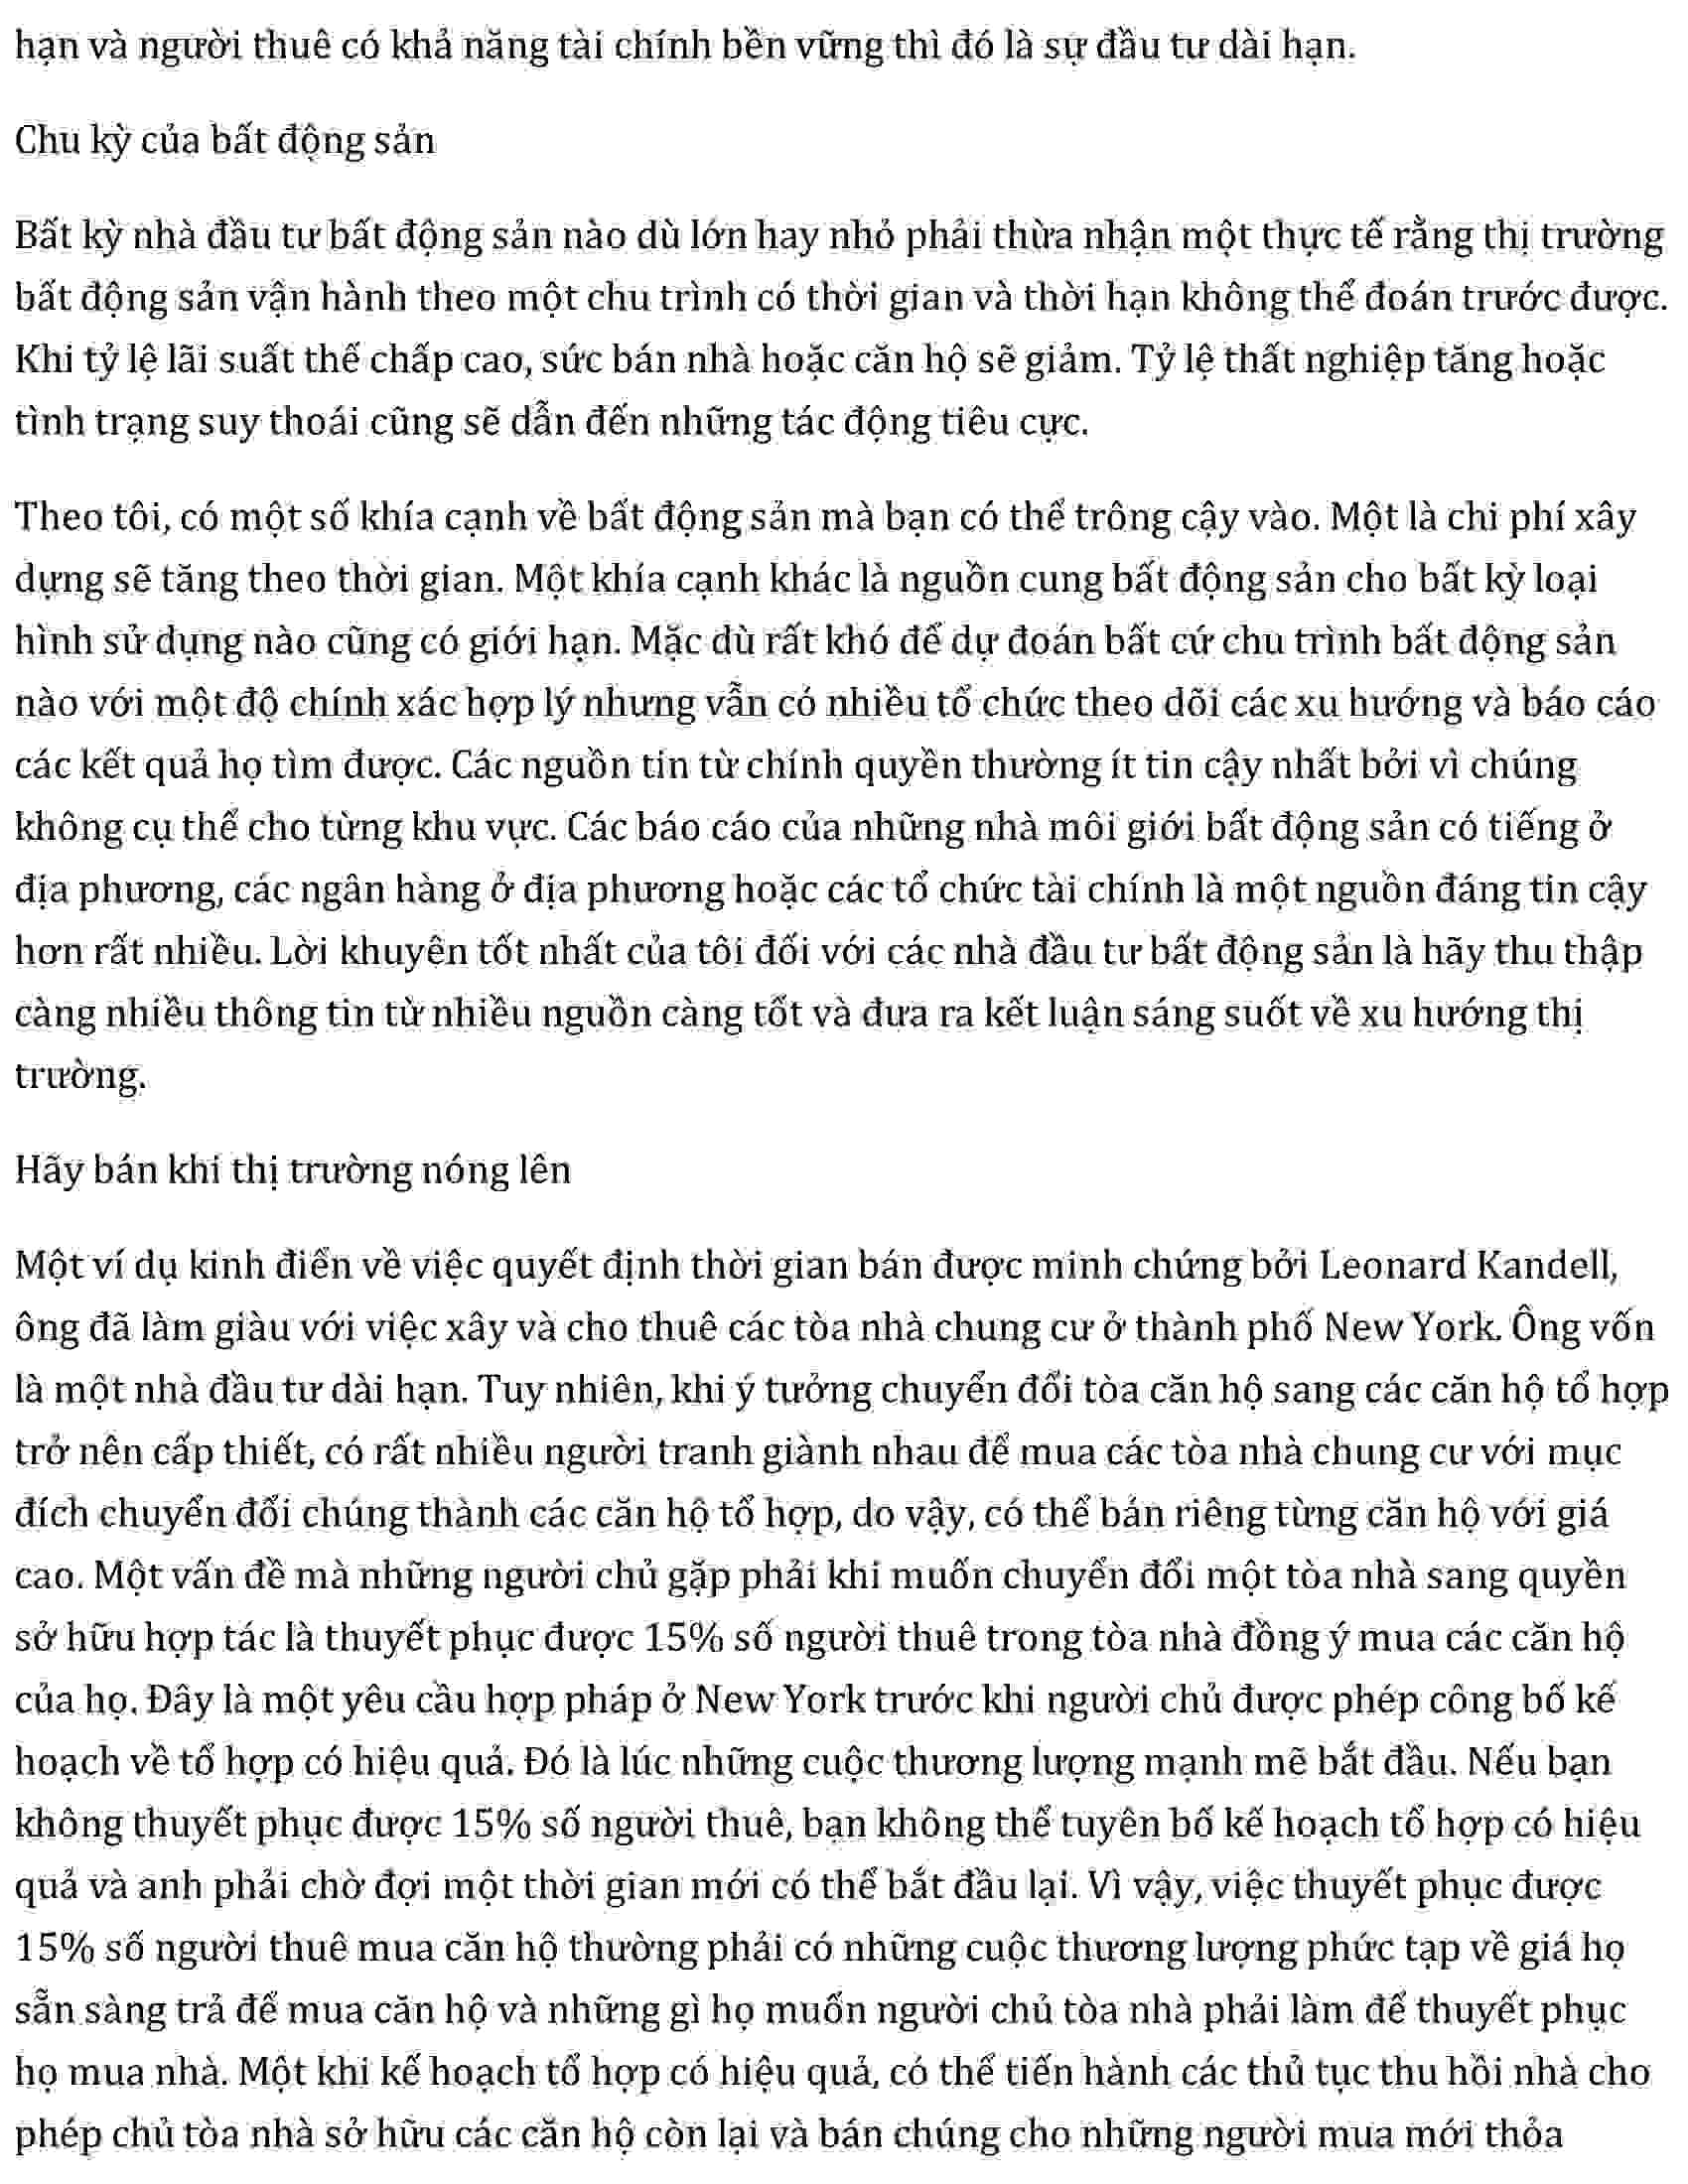 hạn và người thuê có khả năng tài chính bền vững thì đó là sự đầu tư dài hạn.
Chu kỳ của bất động sản
Bất kỳ nhà đầu tư bất động sản nào dù lớn hay nhỏ phải thừa nhận một thực tế rằng thị trường
bất động sản vận hành theo một chu trình có thời gian và thời hạn không thể đoán trước được.
Khi tỷ lệ lãi suất thế chấp cao, sức bán nhà hoặc căn hộ sẽ giảm. Tỷ lệ thất nghiệp tăng hoặc
tình trạng suy thoái cũng sẽ dẫn đến những tác động tiêu cực.
Theo tôi, có một số khía cạnh về bất động sản mà bạn có thể trông cậy vào. Một là chi phí xây
dựng sẽ tăng theo thời gian. Một khía cạnh khác là nguồn cung bất động sản cho bất kỳ loại
hình sử dụng nào cũng có giới hạn. Mặc dù rất khó để dự đoán bất cứ chu trình bất động sản
nào với một độ chính xác hợp lý nhưng vẫn có nhiều tổ chức theo dõi các xu hướng và báo cáo
các kết quả họ tìm được. Các nguồn tin từ chính quyền thường ít tin cậy nhất bởi vì chúng
không cụ thể cho từng khu vực. Các báo cáo của những nhà môi giới bất động sản có tiếng ở
địa phương, các ngân hàng ở địa phương hoặc các tổ chức tài chính là một nguồn đáng tin cậy
hơn rất nhiều. Lời khuyên tốt nhất của tôi đối với các nhà đầu tư bất động sản là hãy thu thập
càng nhiều thông tin từ nhiều nguồn càng tốt và đưa ra kết luận sáng suốt về xu hướng thị
trường.
Hãy bán khi thị trường nóng lên
Một ví dụ kinh điển về việc quyết định thời gian bán được minh chứng bởi Leonard Kandell,
ông đã làm giàu với việc xây và cho thuê các tòa nhà chung cư ở thành phố New York. Ông vốn
là một nhà đầu tư dài hạn. Tuy nhiên, khi ý tưởng chuyển đổi tòa căn hộ sang các căn hộ tổ hợp
trở nên cấp thiết, có rất nhiều người tranh giành nhau để mua các tòa nhà chung cư với mục
đích chuyển đổi chúng thành các căn hộ tổ hợp, do vậy, có thể bán riêng từng căn hộ với giá
cao. Một vấn đề mà những người chủ gặp phải khi muốn chuyển đổi một tòa nhà sang quyền
sở hữu hợp tác là thuyết phục được 15% số người thuê trong tòa nhà đồng ý mua các căn hộ
của họ. Đây là một yêu cầu hợp pháp ở New York trước khi người chủ được phép công bố kế
hoạch về tổ hợp có hiệu quả. Đó là lúc những cuộc thương lượng mạnh mẽ bắt đầu. Nếu bạn
không thuyết phục được 15% số người thuê, bạn không thể tuyên bố kế hoạch tổ hợp có hiệu
quả và anh phải chờ đợi một thời gian mới có thể bắt đầu lại. Vì vậy, việc thuyết phục được
15% số người thuê mua căn hộ thường phải có những cuộc thương lượng phức tạp về giá họ
sẵn sàng trả để mua căn hộ và những gì họ muốn người chủ tòa nhà phải làm để thuyết phục
họ mua nhà. Một khi kế hoạch tổ hợp có hiệu quả, có thể tiến hành các thủ tục thu hồi nhà cho
phép chủ tòa nhà sở hữu các căn hộ còn lại và bán chúng cho những người mua mới thỏa